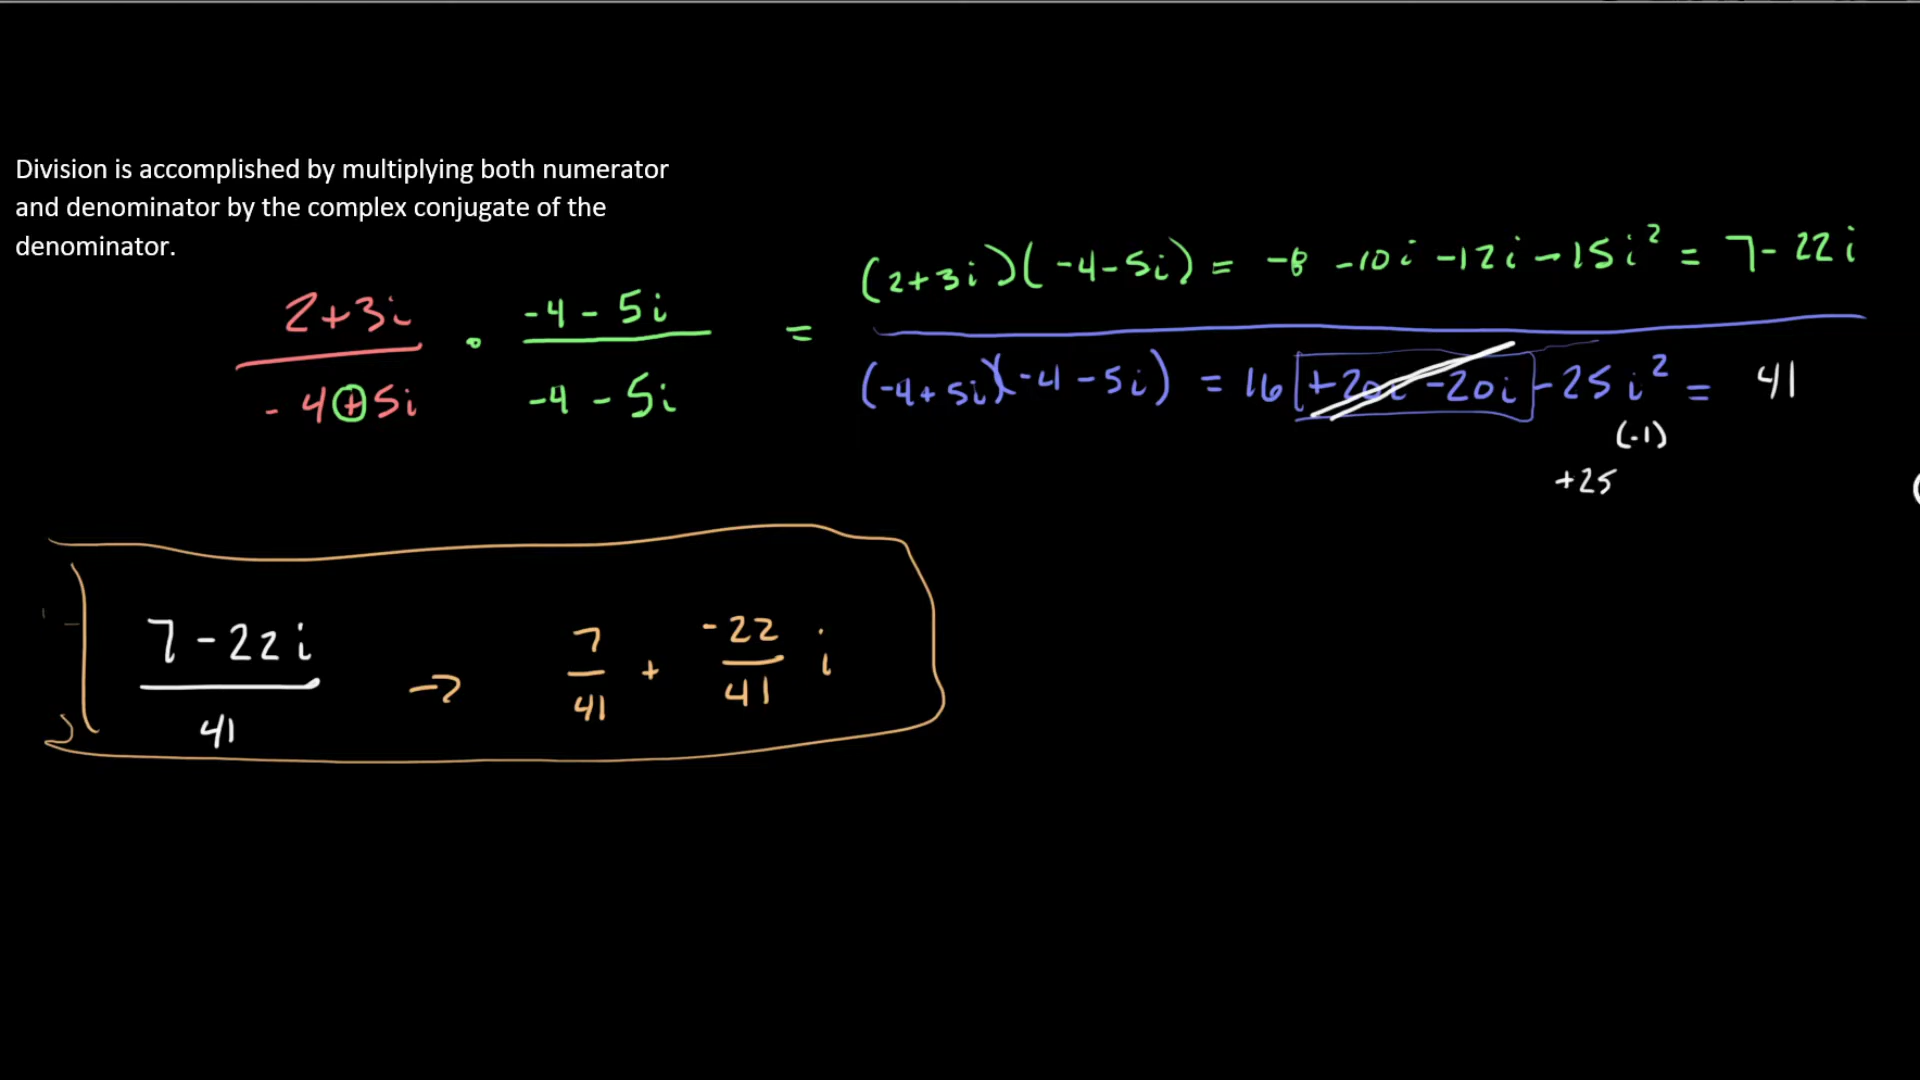 Division is accomplished by multiplying both numerator
and denominator by the complex conjugate of the
denominator.
(2+3i)(-4-5i) = -8 -10i -12i -15i² = 7-22i
2+3i · -4-5i =
-4+5i -4-5i
(-4+5i)(-4-5i) = 16 +20i -20i -25i² = 41
(-1)
+25
7-22i → 7 + -22 i
41 41 41